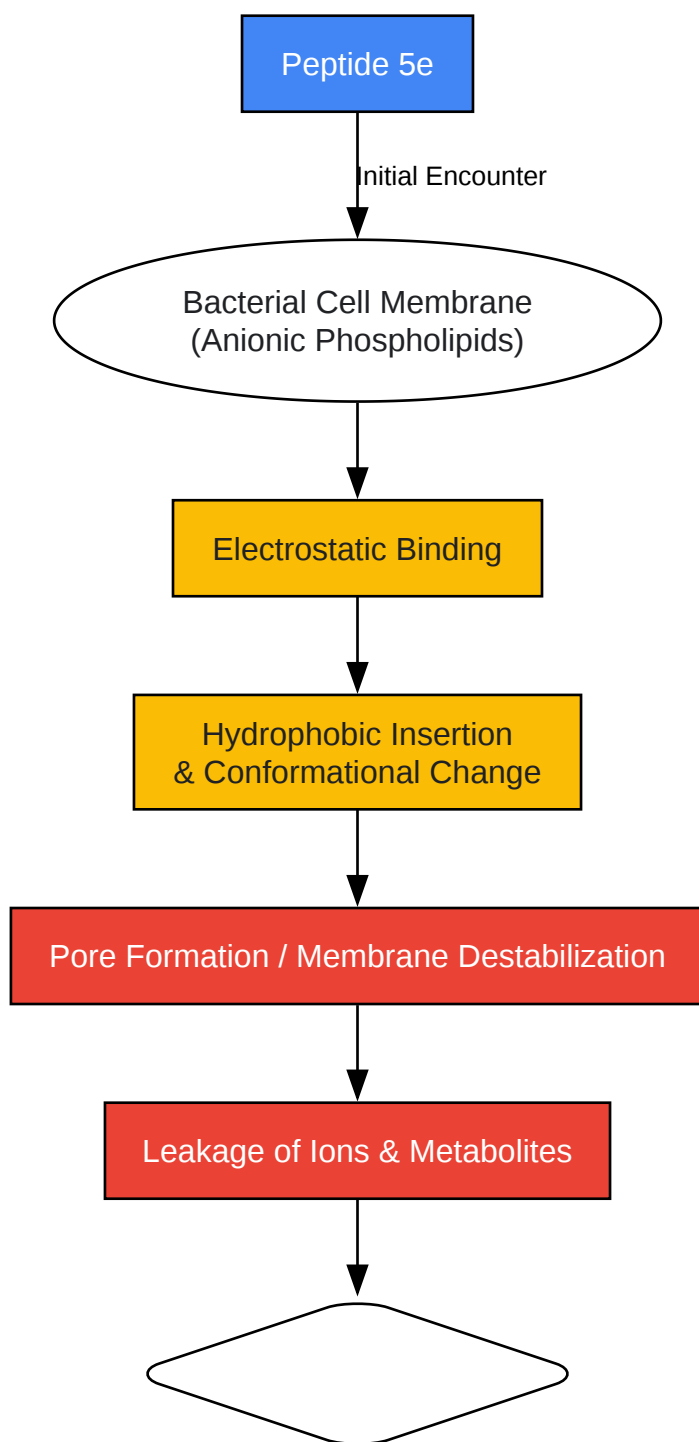 Peptide 5e
Initial Encounter
Bacterial Cell Membrane
(Anionic Phospholipids)
Electrostatic Binding
Hydrophobic Insertion
& Conformational Change
Pore Formation / Membrane Destabilization
Leakage of Ions & Metabolites